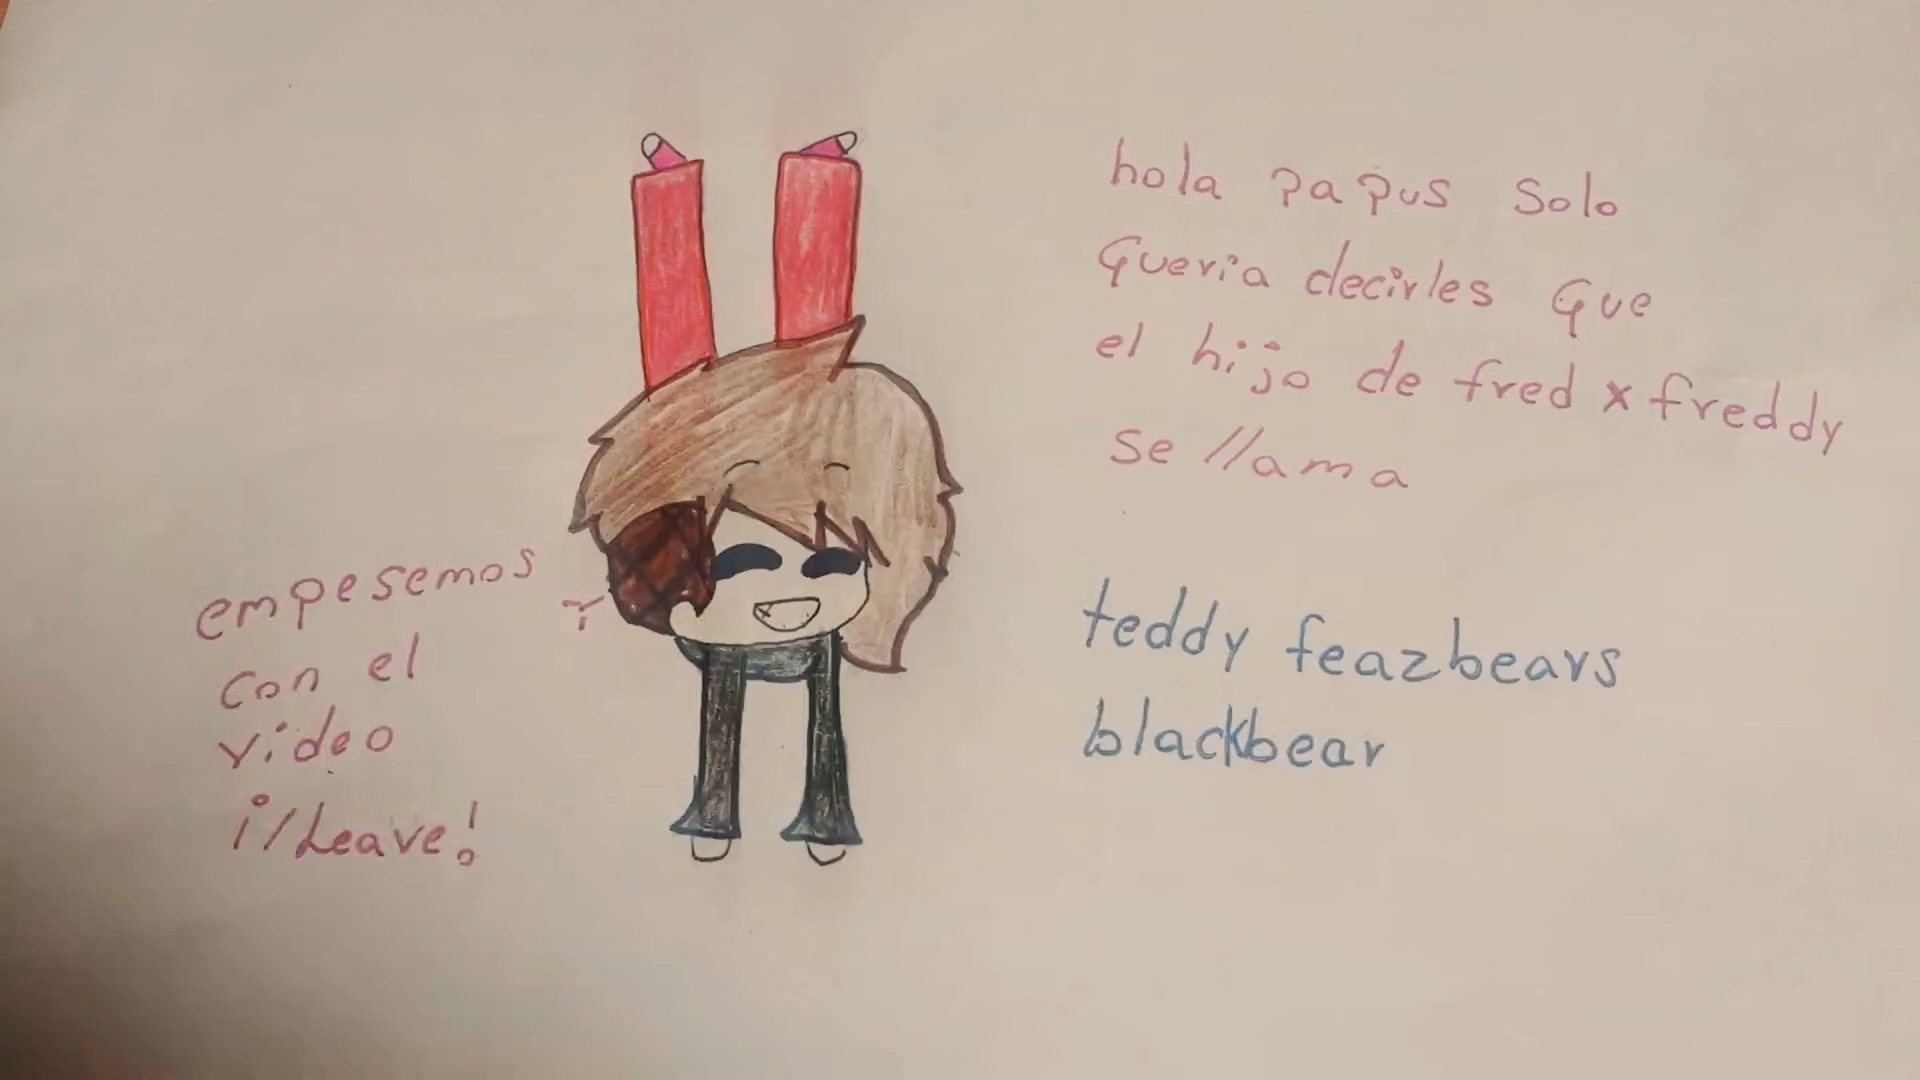 hola papus solo
Queria decirles Que
el hijo de fred x freddy
se llama
teddy feazbears
blackbear
empesemos
con el
video
i/Leave!